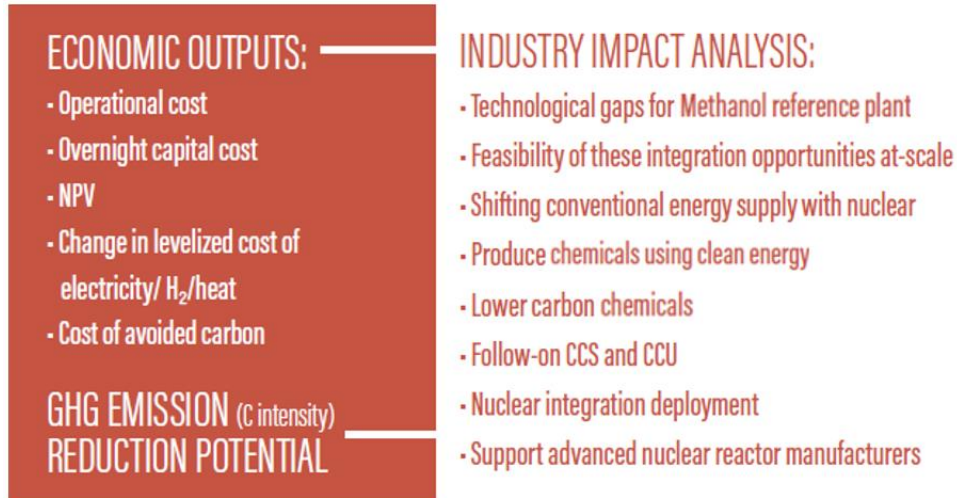 ECONOMIC OUTPUTS:
▪ Operational cost
▪ Overnight capital cost
▪ NPV
▪ Change in levelized cost of
electricity/ H₂/heat
▪ Cost of avoided carbon
GHG EMISSION (C intensity)
REDUCTION POTENTIAL
INDUSTRY IMPACT ANALYSIS:
▪ Technological gaps for Methanol reference plant
▪ Feasibility of these integration opportunities at-scale
▪ Shifting conventional energy supply with nuclear
▪ Produce chemicals using clean energy
▪ Lower carbon chemicals
▪ Follow-on CCS and CCU
▪ Nuclear integration deployment
▪ Support advanced nuclear reactor manufacturers